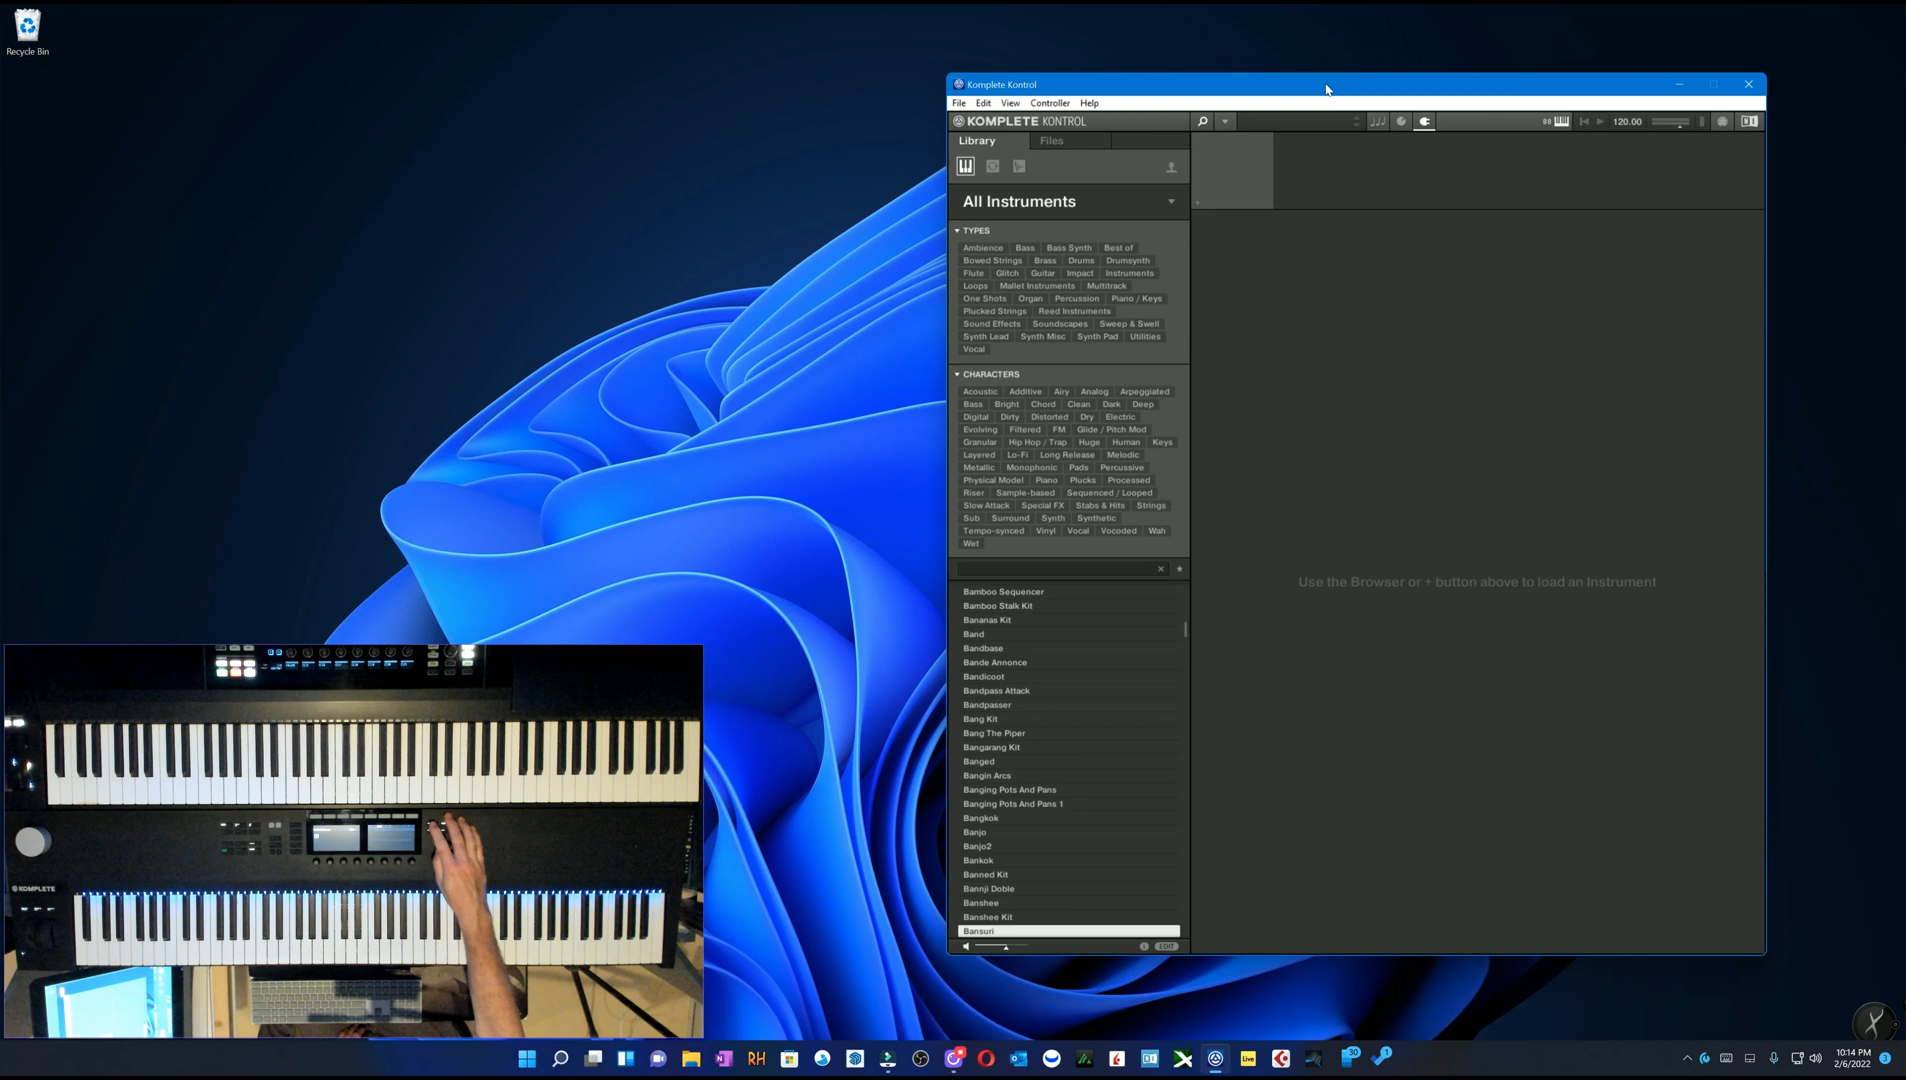 Recycle Bin
Komplete Kontrol
File Edit View Controller Help
KOMPLETE KONTROL
88
120.00
Library Files
All Instruments
TYPES
Ambience Bass Bass Synth Best of
Bowed Strings Brass Drums Drumsynth
Flute Glitch Guitar Impact Instruments
Loops Mallet Instruments Multitrack
One Shots Organ Percussion Piano / Keys
Plucked Strings Reed Instruments
Sound Effects Soundscapes Sweep & Swell
Synth Lead Synth Misc Synth Pad Utilities
Vocal
CHARACTERS
Acoustic Additive Airy Analog Arpeggiated
Bass Bright Chord Clean Dark Deep
Digital Dirty Distorted Dry Electric
Evolving Filtered FM Glide / Pitch Mod
Granular Hip Hop / Trap Huge Human Keys
Layered Lo-Fi Long Release Melodic
Metallic Monophonic Pads Percussive
Physical Model Piano Plucks Processed
Riser Sample-based Sequenced / Looped
Slow Attack Special FX Stabs & Hits Strings
Sub Surround Synth Synthetic
Tempo-synced Vinyl Vocal Vocoded Wah
Wet
Use the Browser or + button above to load an Instrument
Bamboo Sequencer
Bamboo Stalk Kit
Bananas Kit
Band
Bandbase
Bande Annonce
Bandicoot
Bandpass Attack
Bandpasser
Bang Kit
Bang The Piper
Bangarang Kit
Banged
Bangin Arcs
Banging Pots And Pans
Banging Pots And Pans 1
Bangkok
Banjo
Banjo2
Bankok
Banned Kit
Bannji Doble
Banshee
Banshee Kit
Bansuri
EDIT
KOMPLETE
RH
Live
30
1
10:14 PM
2/6/2022
3